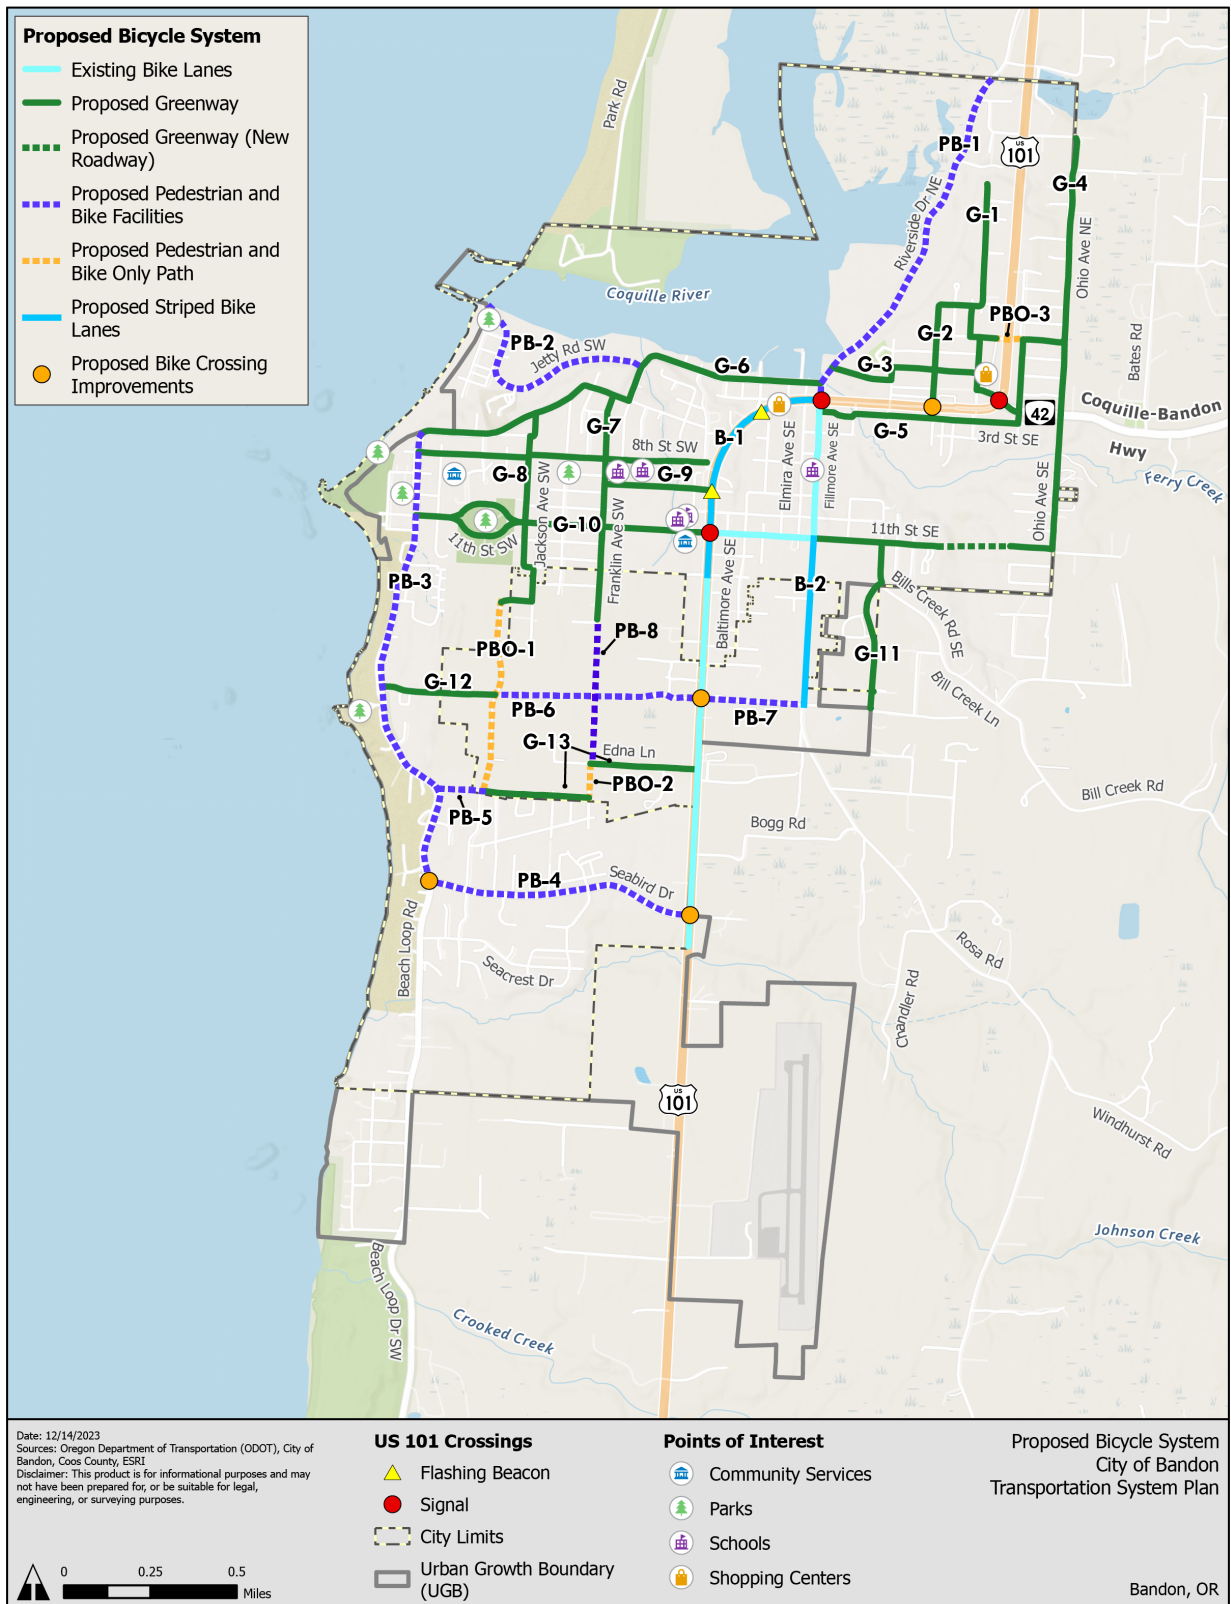 Proposed Bicycle System
Existing Bike Lanes
Proposed Greenway
Proposed Greenway (New
Roadway)
Proposed Pedestrian and
Bike Facilities
Proposed Pedestrian and
Bike Only Path
Proposed Striped Bike
Lanes
Proposed Bike Crossing
Improvements
Park Rd
PB-1
US
101
G-4
G-1
Riverside Dr NE
Ohio Ave NE
Coquille River
PBO-3
G-2
Bates Rd
PB-2
Jetty Rd SW
G-6
G-3
42
Coquille-Bandon
Hwy
G-7
B-1
Elmira Ave SE
Fillmore Ave SE
G-5
3rd St SE
8th St SW
G-8
G-9
Ferry Creek
Jackson Ave SW
Franklin Ave SW
G-10
11th St SW
11th St SE
Ohio Ave SE
PB-3
Baltimore Ave SE
B-2
Bills Creek Rd SE
PB-8
PBO-1
G-11
G-12
Bill Creek Ln
PB-6
PB-7
G-13
Edna Ln
PBO-2
Bill Creek Rd
PB-5
Bogg Rd
PB-4
Seabird Dr
Beach Loop Rd
Seacrest Dr
Rosa Rd
Chandler Rd
US
101
Windhurst Rd
Johnson Creek
Beach Loop Dr SW
Crooked Creek
Date: 12/14/2023
Sources: Oregon Department of Transportation (ODOT), City of
Bandon, Coos County, ESRI
Disclaimer: This product is for informational purposes and may
not have been prepared for, or be suitable for legal,
engineering, or surveying purposes.
0 0.25 0.5
Miles
US 101 Crossings
Flashing Beacon
Signal
City Limits
Urban Growth Boundary
(UGB)
Points of Interest
Community Services
Parks
Schools
Shopping Centers
Proposed Bicycle System
City of Bandon
Transportation System Plan
Bandon, OR